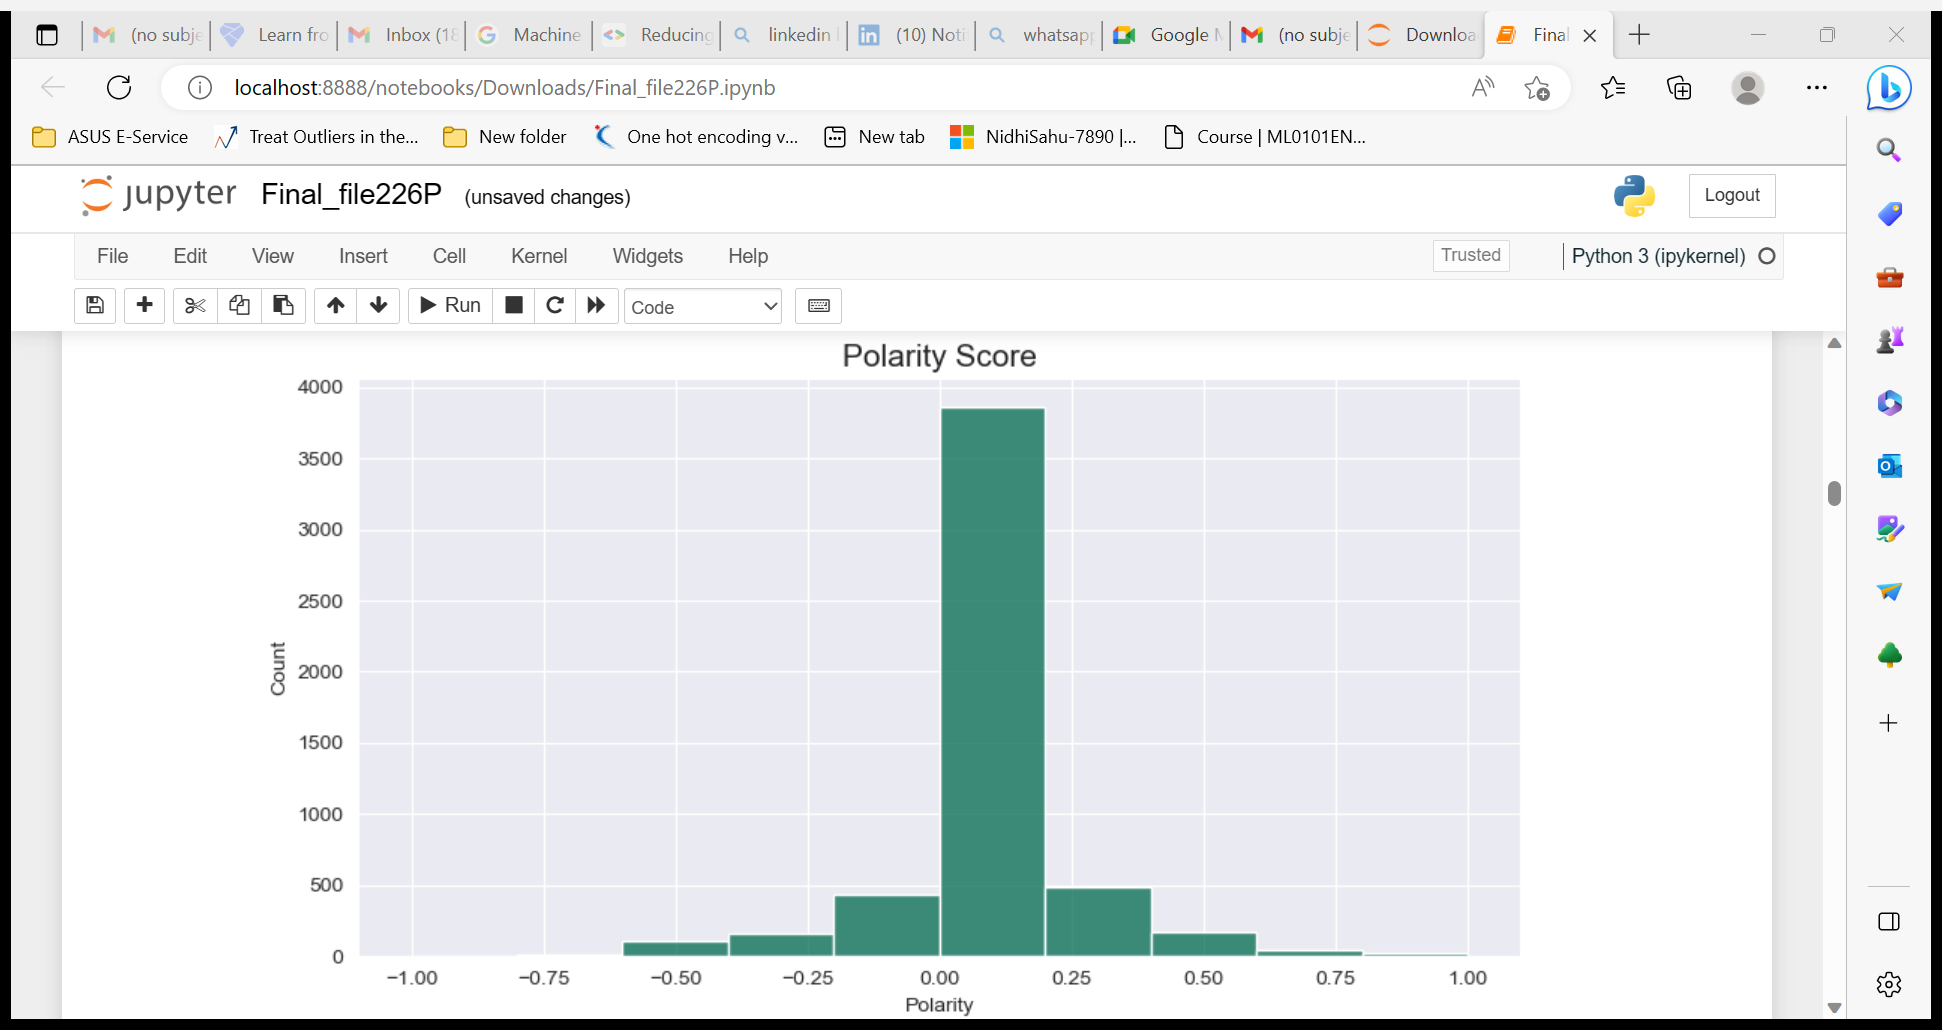 (no subje Learn fro Inbox (18 Machine Reducing linkedin (10) Noti whatsapp Google M (no subje Downloa Final
localhost:8888/notebooks/Downloads/Final_file226P.ipynb
ASUS E-Service Treat Outliers in the... New folder One hot encoding v... New tab NidhiSahu-7890 |... Course | ML0101EN...
jupyter Final_file226P (unsaved changes) Logout
File Edit View Insert Cell Kernel Widgets Help Trusted Python 3 (ipykernel)
Run Code
Polarity Score
4000
3500
3000
2500
Count
2000
1500
1000
500
0
−1.00 −0.75 −0.50 −0.25 0.00 0.25 0.50 0.75 1.00
Polarity